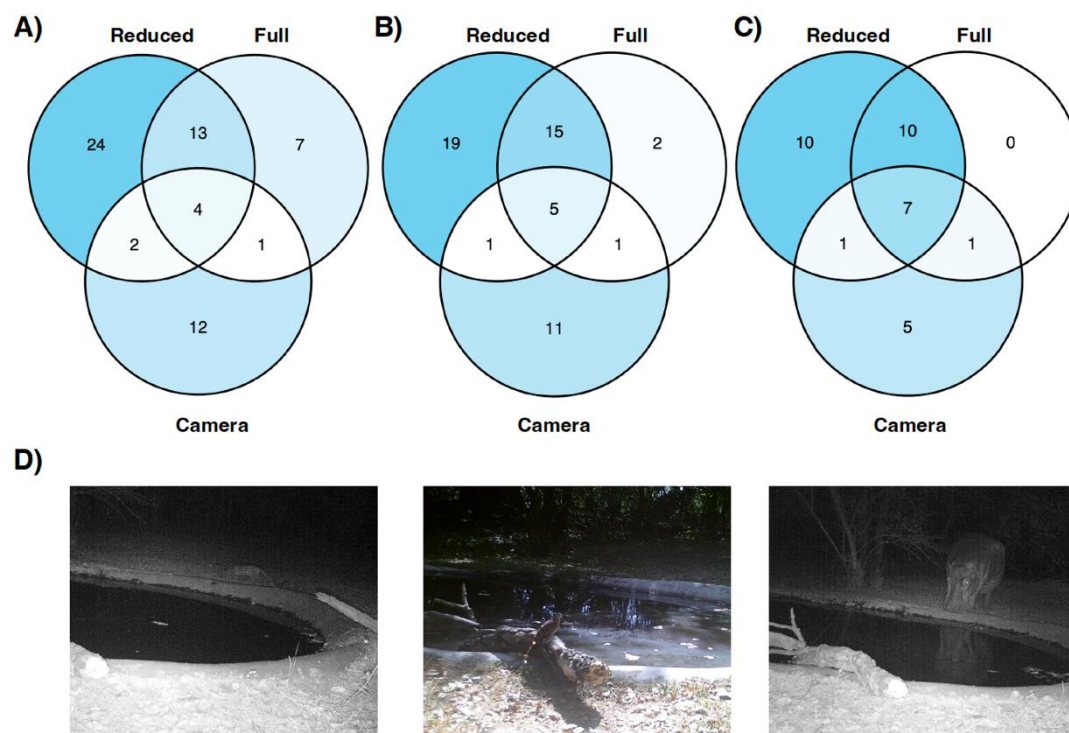 A) Reduced Full
24 13 7
4
2 1
12
Camera
B) Reduced Full
19 15 2
5
1 1
11
Camera
C) Reduced Full
10 10 0
7
1 1
5
Camera
D)